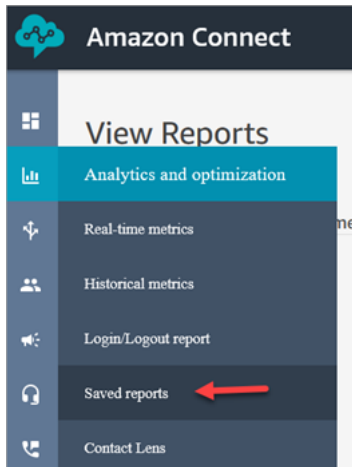 Amazon Connect
View Reports
Analytics and optimization
Real-time metrics
me
Historical metrics
Login/Logout report
Saved reports
Contact Lens